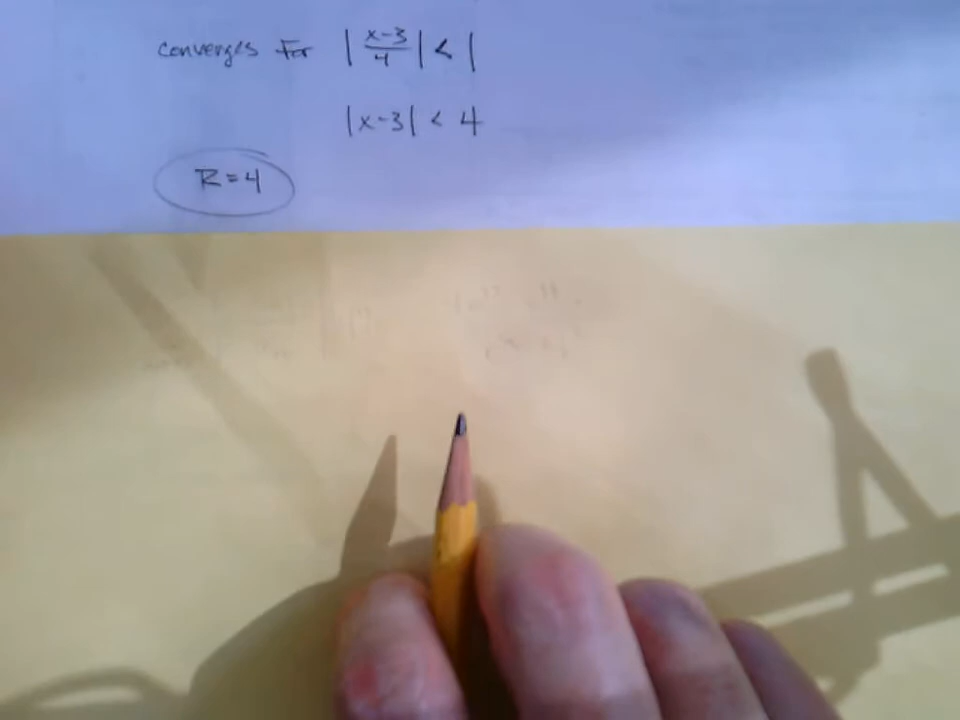 converges for |x-3/4| < 1
|x-3| < 4
R=4